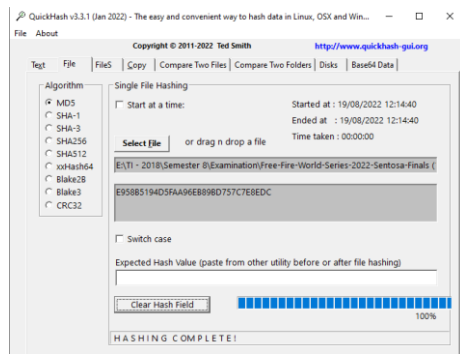 QuickHash v3.3.1 (Jan 2022) - The easy and convenient way to hash data in Linux, OSX and Win...
File About
Copyright © 2011-2022 Ted Smith http://www.quickhash-gui.org
Text File FileS Copy Compare Two Files Compare Two Folders Disks Base64 Data
Algorithm
MD5
SHA-1
SHA-3
SHA256
SHA512
xxHash64
Blake2B
Blake3
CRC32
Single File Hashing
Start at a time:
Started at : 19/08/2022 12:14:40
Ended at : 19/08/2022 12:14:40
Time taken : 00:00:00
Select File or drag n drop a file
E:\TI - 2018\Semester 8\Examination\Free-Fire-World-Series-2022-Sentosa-Finals (
E958B5194D5FAA96EB89BD757C7E8EDC
Switch case
Expected Hash Value (paste from other utility before or after file hashing)
Clear Hash Field
100%
HASHING COMPLETE!